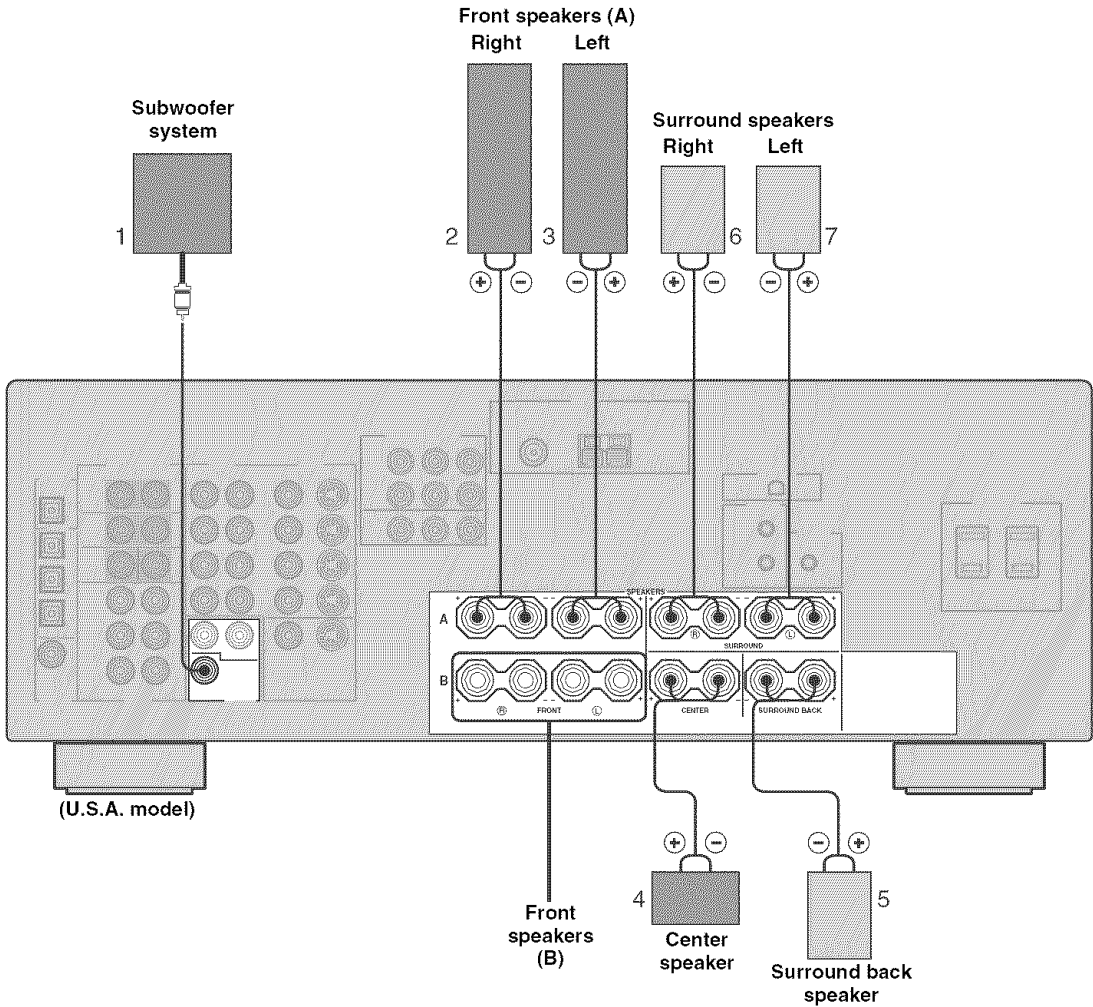 Front speakers (A)
Right Left
Subwoofer
system
Surround speakers
Right Left
1
2
3
6
7
+ - - + + - - +
SPEAKERS
+ - - + + - - +
A
R L
SURROUND
B
+ - - + + - - +
R FRONT L
CENTER
SURROUND BACK
(U.S.A. model)
+ - - +
4
5
Front
speakers
(B)
Center
speaker
Surround back
speaker